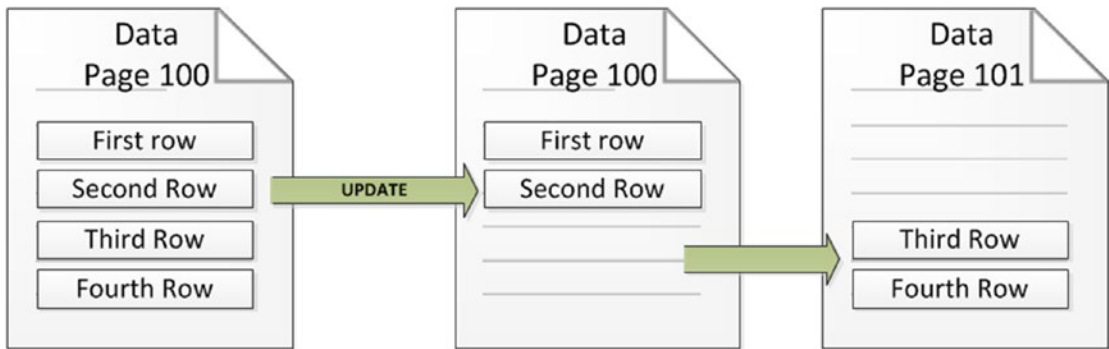 Data
Page 100
First row
Second Row
Third Row
Fourth Row
UPDATE
Data
Page 100
First row
Second Row
Data
Page 101
Third Row
Fourth Row